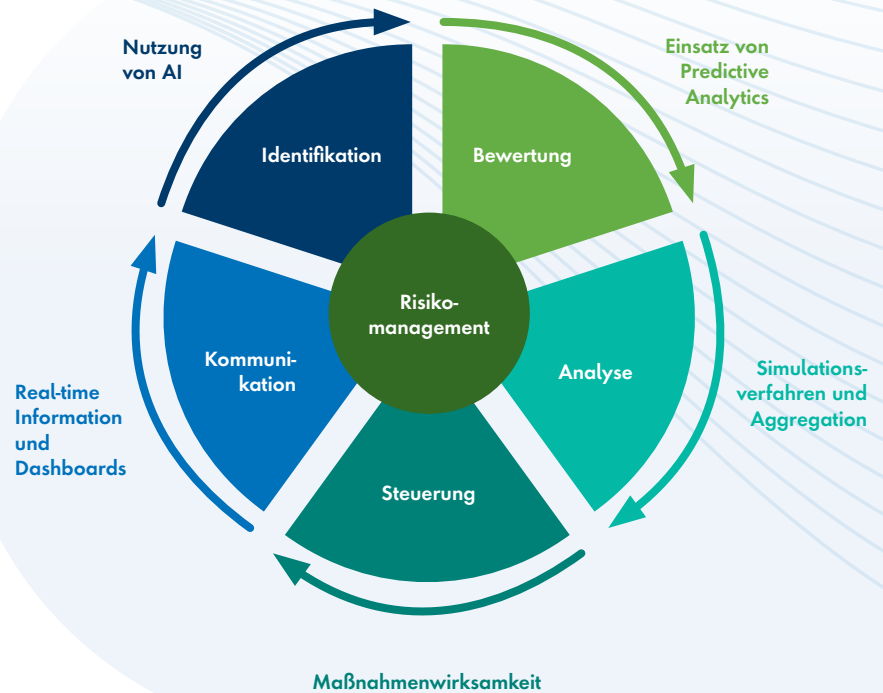 Nutzung
von AI
Einsatz von
Predictive
Analytics
Identifikation
Bewertung
Risiko-
management
Kommuni-
kation
Analyse
Simulations-
verfahren und
Aggregation
Real-time
Information
und
Dashboards
Steuerung
Maßnahmenwirksamkeit